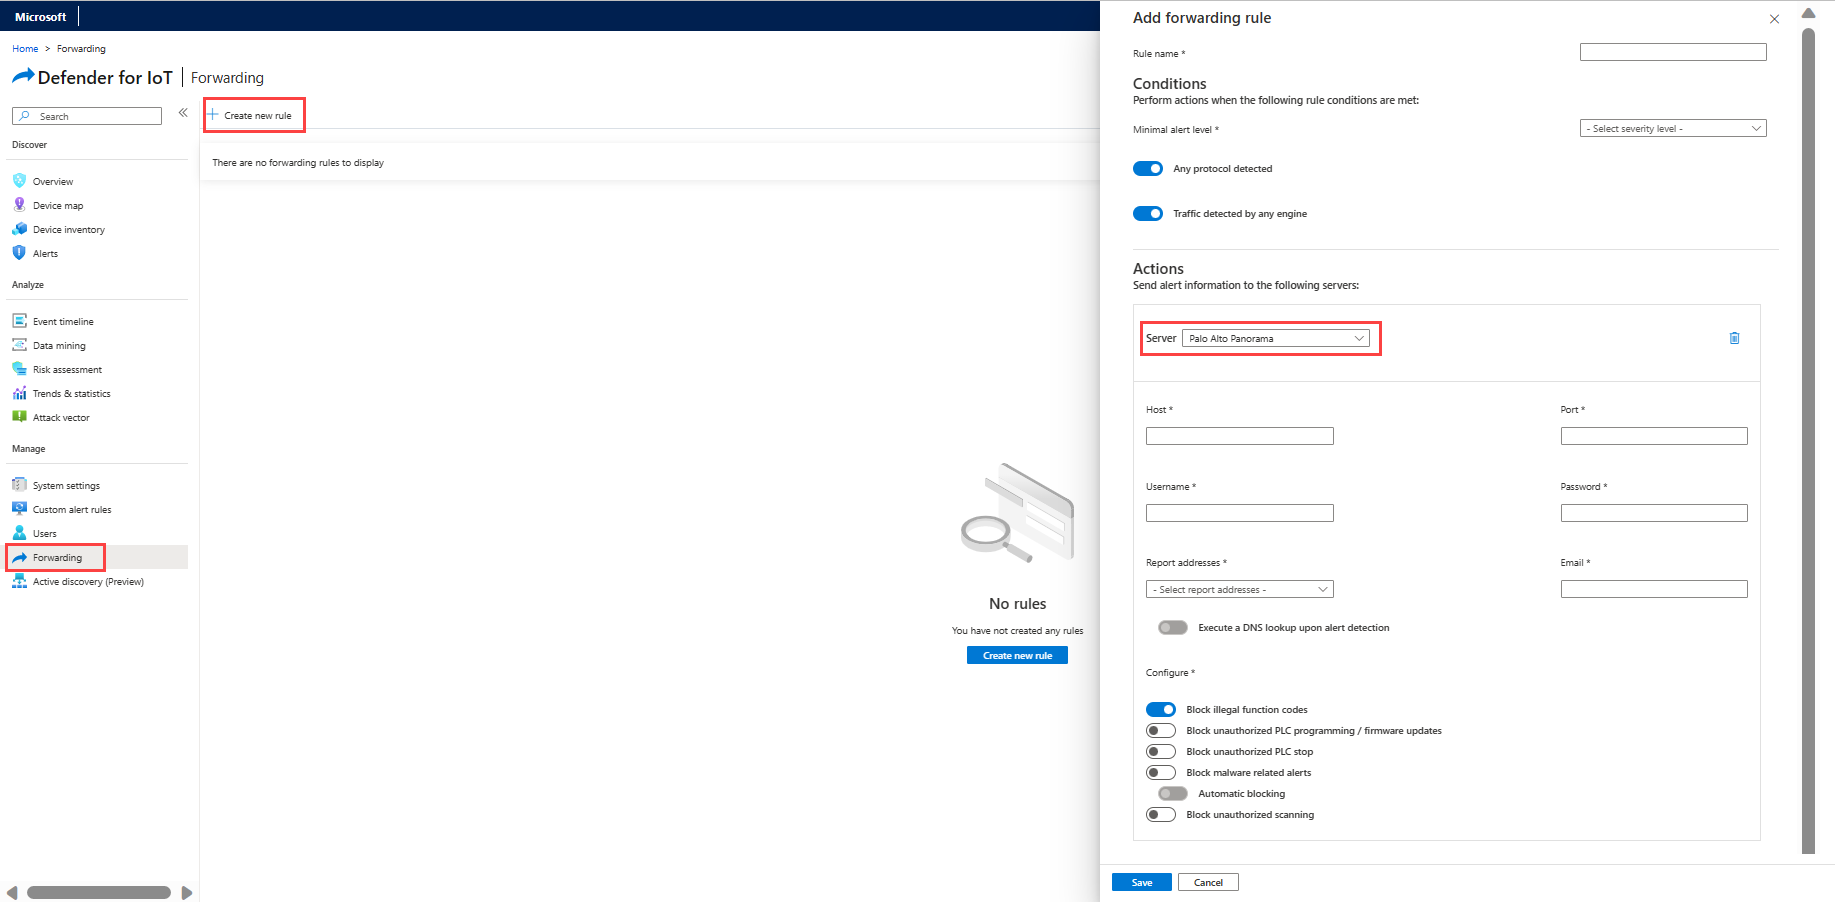 Microsoft
Home > Forwarding
Defender for IoT | Forwarding
Search
«
Create new rule
There are no forwarding rules to display
Discover
Overview
Device map
Device inventory
Alerts
Analyze
Event timeline
Data mining
Risk assessment
Trends & statistics
Attack vector
Manage
System settings
Custom alert rules
Users
Forwarding
Active discovery (Preview)
No rules
You have not created any rules
Create new rule
Add forwarding rule
Rule name *
Conditions
Perform actions when the following rule conditions are met:
Minimal alert level *
- Select severity level -
Any protocol detected
Traffic detected by any engine
Actions
Send alert information to the following servers:
Server Palo Alto Panorama
Host *
Port *
Username *
Password *
Report addresses *
Email *
- Select report addresses -
Execute a DNS lookup upon alert detection
Configure *
Block illegal function codes
Block unauthorized PLC programming / firmware updates
Block unauthorized PLC stop
Block malware related alerts
Automatic blocking
Block unauthorized scanning
Save
Cancel